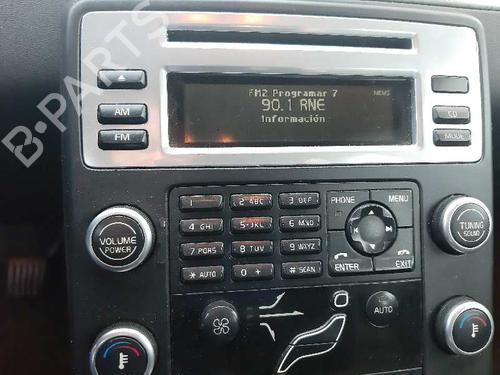 B-PARTS
FM2 Programar 7 NEWS
90.1 RNE
Información
AM
FM
CD
1 2 ABC 3 DEF
4 GHI 5 JKL 6 MNO
7 PQRS 8 TUV 9 WXYZ
* AUTO 0 + # SCAN
PHONE MENU
ENTER EXIT
VOLUME
POWER
TUNING
SOUND
AUTO